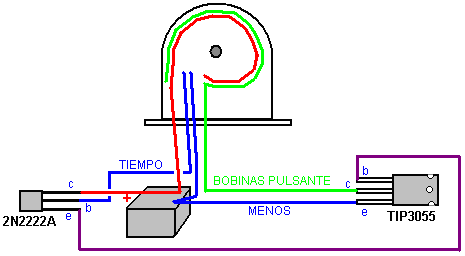 TIEMPO
BOBINAS PULSANTE
MENOS
c
b
e
+
2N2222A
b
c
e
TIP3055